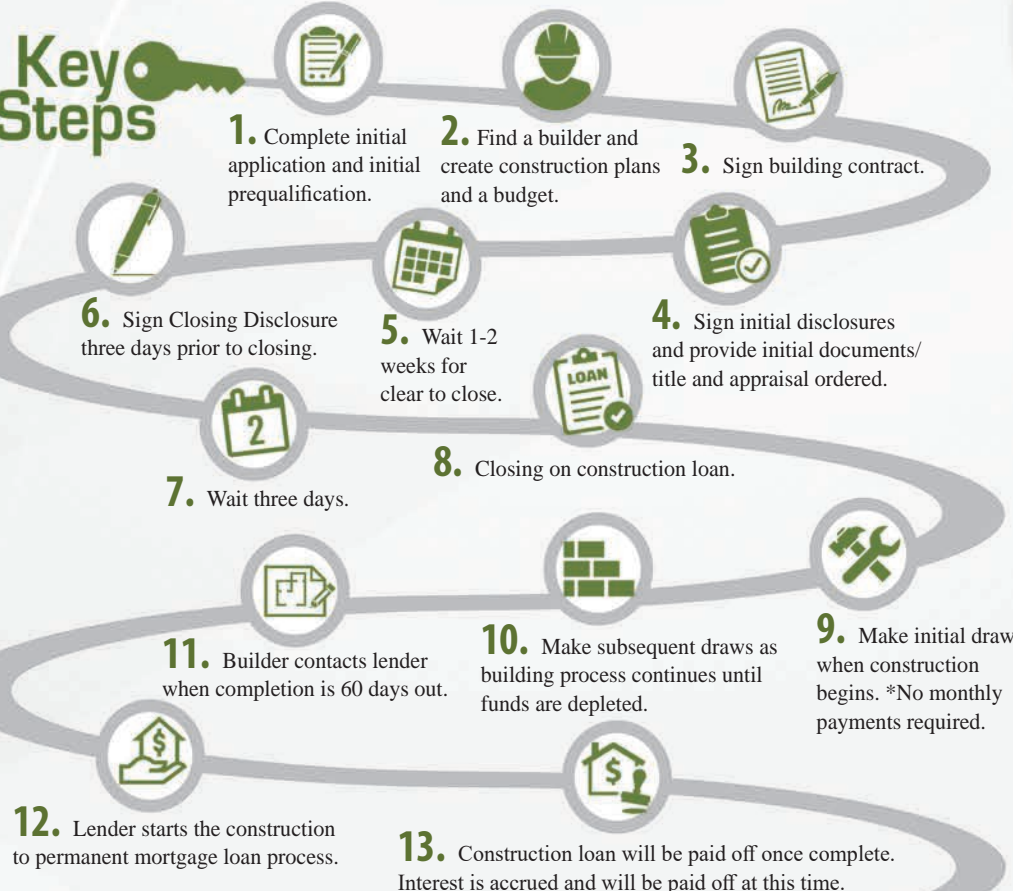 Key
Steps
1. Complete initial
application and initial
prequalification.
2. Find a builder and
create construction plans
and a budget.
3. Sign building contract.
4. Sign initial disclosures
and provide initial documents/
title and appraisal ordered.
LOAN
5. Wait 1-2
weeks for
clear to close.
6. Sign Closing Disclosure
three days prior to closing.
2
7. Wait three days.
8. Closing on construction loan.
9. Make initial draw
when construction
begins. *No monthly
payments required.
10. Make subsequent draws as
building process continues until
funds are depleted.
11. Builder contacts lender
when completion is 60 days out.
$
12. Lender starts the construction
to permanent mortgage loan process.
$
13. Construction loan will be paid off once complete.
Interest is accrued and will be paid off at this time.